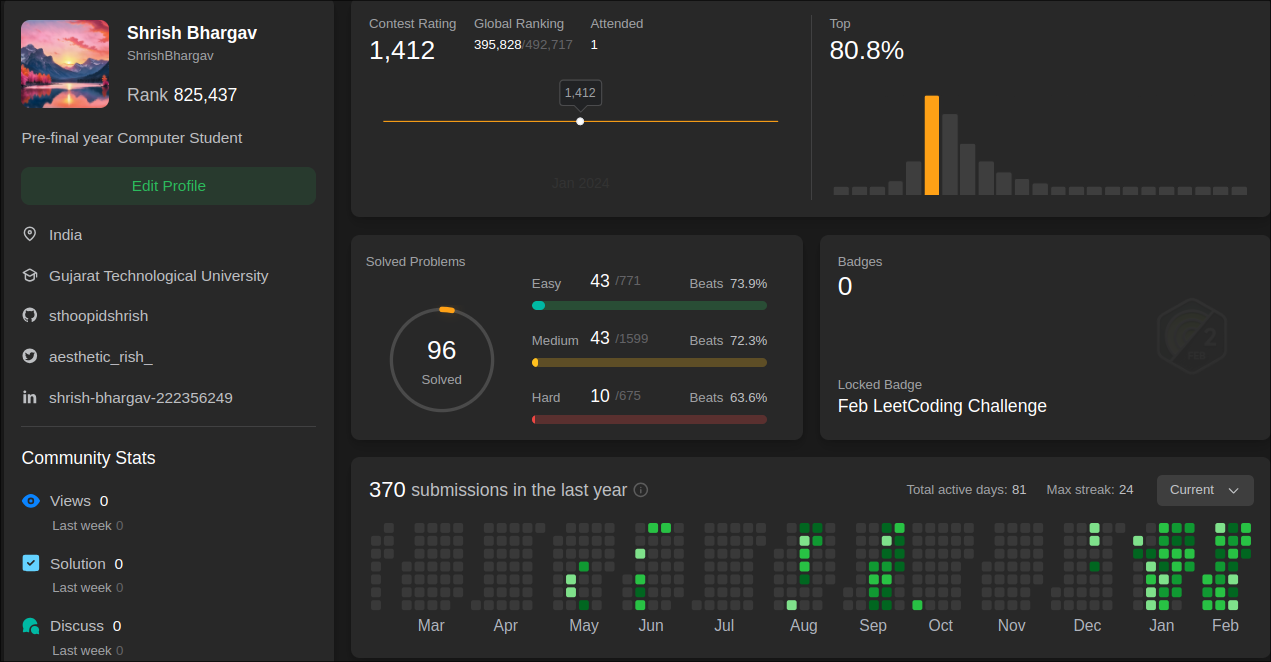 Shrish Bhargav
ShrishBhargav
Rank 825,437
Pre-final year Computer Student
Edit Profile
India
Gujarat Technological University
sthoopidshrish
aesthetic_rish_
shrish-bhargav-222356249
Community Stats
Views 0
Last week 0
Solution 0
Last week 0
Discuss 0
Last week 0
Contest Rating Global Ranking Attended
1,412 395,828/492,717 1
1,412
Jan 2024
Top
80.8%
Solved Problems
96
Solved
Easy 43 /771 Beats 73.9%
Medium 43 /1599 Beats 72.3%
Hard 10 /675 Beats 63.6%
Badges
0
2
FEB
Locked Badge
Feb LeetCoding Challenge
370 submissions in the last year Total active days: 81 Max streak: 24 Current
Mar Apr May Jun Jul Aug Sep Oct Nov Dec Jan Feb